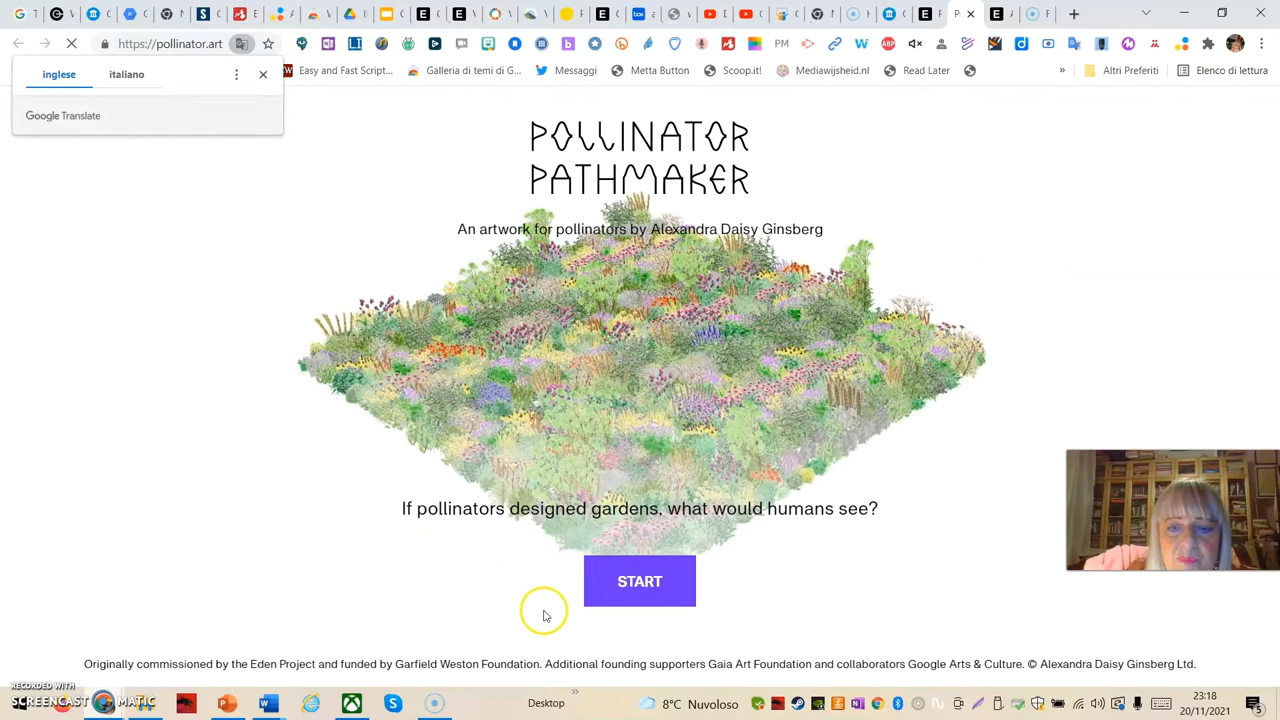 https://pollinator.art
PM
ABP
Easy and Fast Script...
Galleria di temi di G...
Messaggi
Metta Button
Scoop.it!
Mediawijsheid.nl
Read Later
»
Altri Preferiti
Elenco di lettura
inglese
italiano
Google Translate
POLLINATOR
PATHMAKER
An artwork for pollinators by Alexandra Daisy Ginsberg
If pollinators designed gardens, what would humans see?
START
Originally commissioned by the Eden Project and funded by Garfield Weston Foundation. Additional founding supporters Gaia Art Foundation and collaborators Google Arts & Culture. © Alexandra Daisy Ginsberg Ltd.
RECORDED WITH
SCREENCAST MATIC
Desktop
»
8°C Nuvoloso
23:18
20/11/2021